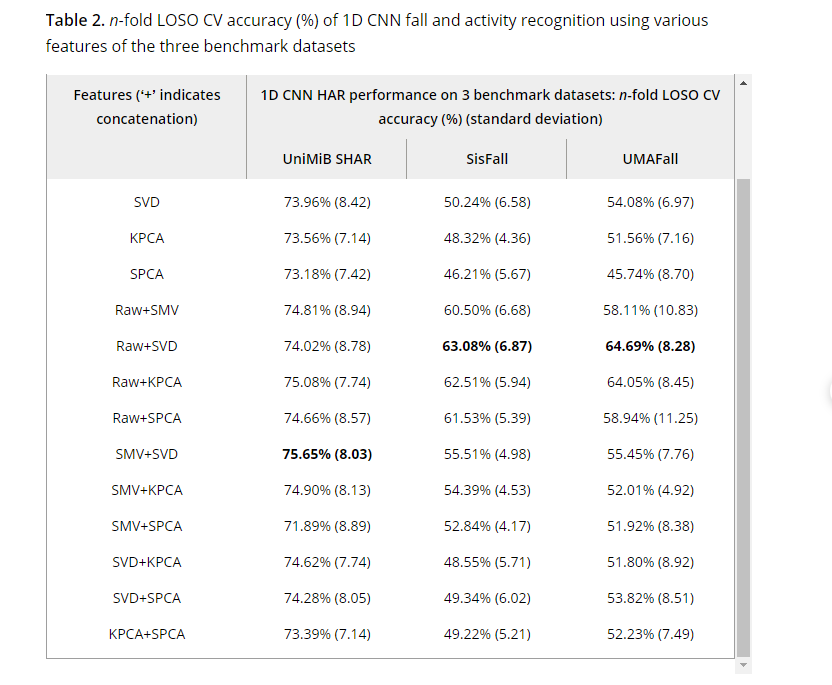 Table 2. n-fold LOSO CV accuracy (%) of 1D CNN fall and activity recognition using various
features of the three benchmark datasets
Features (‘+’ indicates concatenation) 1D CNN HAR performance on 3 benchmark datasets: n-fold LOSO CV accuracy (%) (standard deviation)
UniMiB SHAR SisFall UMAFall
SVD 73.96% (8.42) 50.24% (6.58) 54.08% (6.97)
KPCA 73.56% (7.14) 48.32% (4.36) 51.56% (7.16)
SPCA 73.18% (7.42) 46.21% (5.67) 45.74% (8.70)
Raw+SMV 74.81% (8.94) 60.50% (6.68) 58.11% (10.83)
Raw+SVD 74.02% (8.78) 63.08% (6.87) 64.69% (8.28)
Raw+KPCA 75.08% (7.74) 62.51% (5.94) 64.05% (8.45)
Raw+SPCA 74.66% (8.57) 61.53% (5.39) 58.94% (11.25)
SMV+SVD 75.65% (8.03) 55.51% (4.98) 55.45% (7.76)
SMV+KPCA 74.90% (8.13) 54.39% (4.53) 52.01% (4.92)
SMV+SPCA 71.89% (8.89) 52.84% (4.17) 51.92% (8.38)
SVD+KPCA 74.62% (7.74) 48.55% (5.71) 51.80% (8.92)
SVD+SPCA 74.28% (8.05) 49.34% (6.02) 53.82% (8.51)
KPCA+SPCA 73.39% (7.14) 49.22% (5.21) 52.23% (7.49)